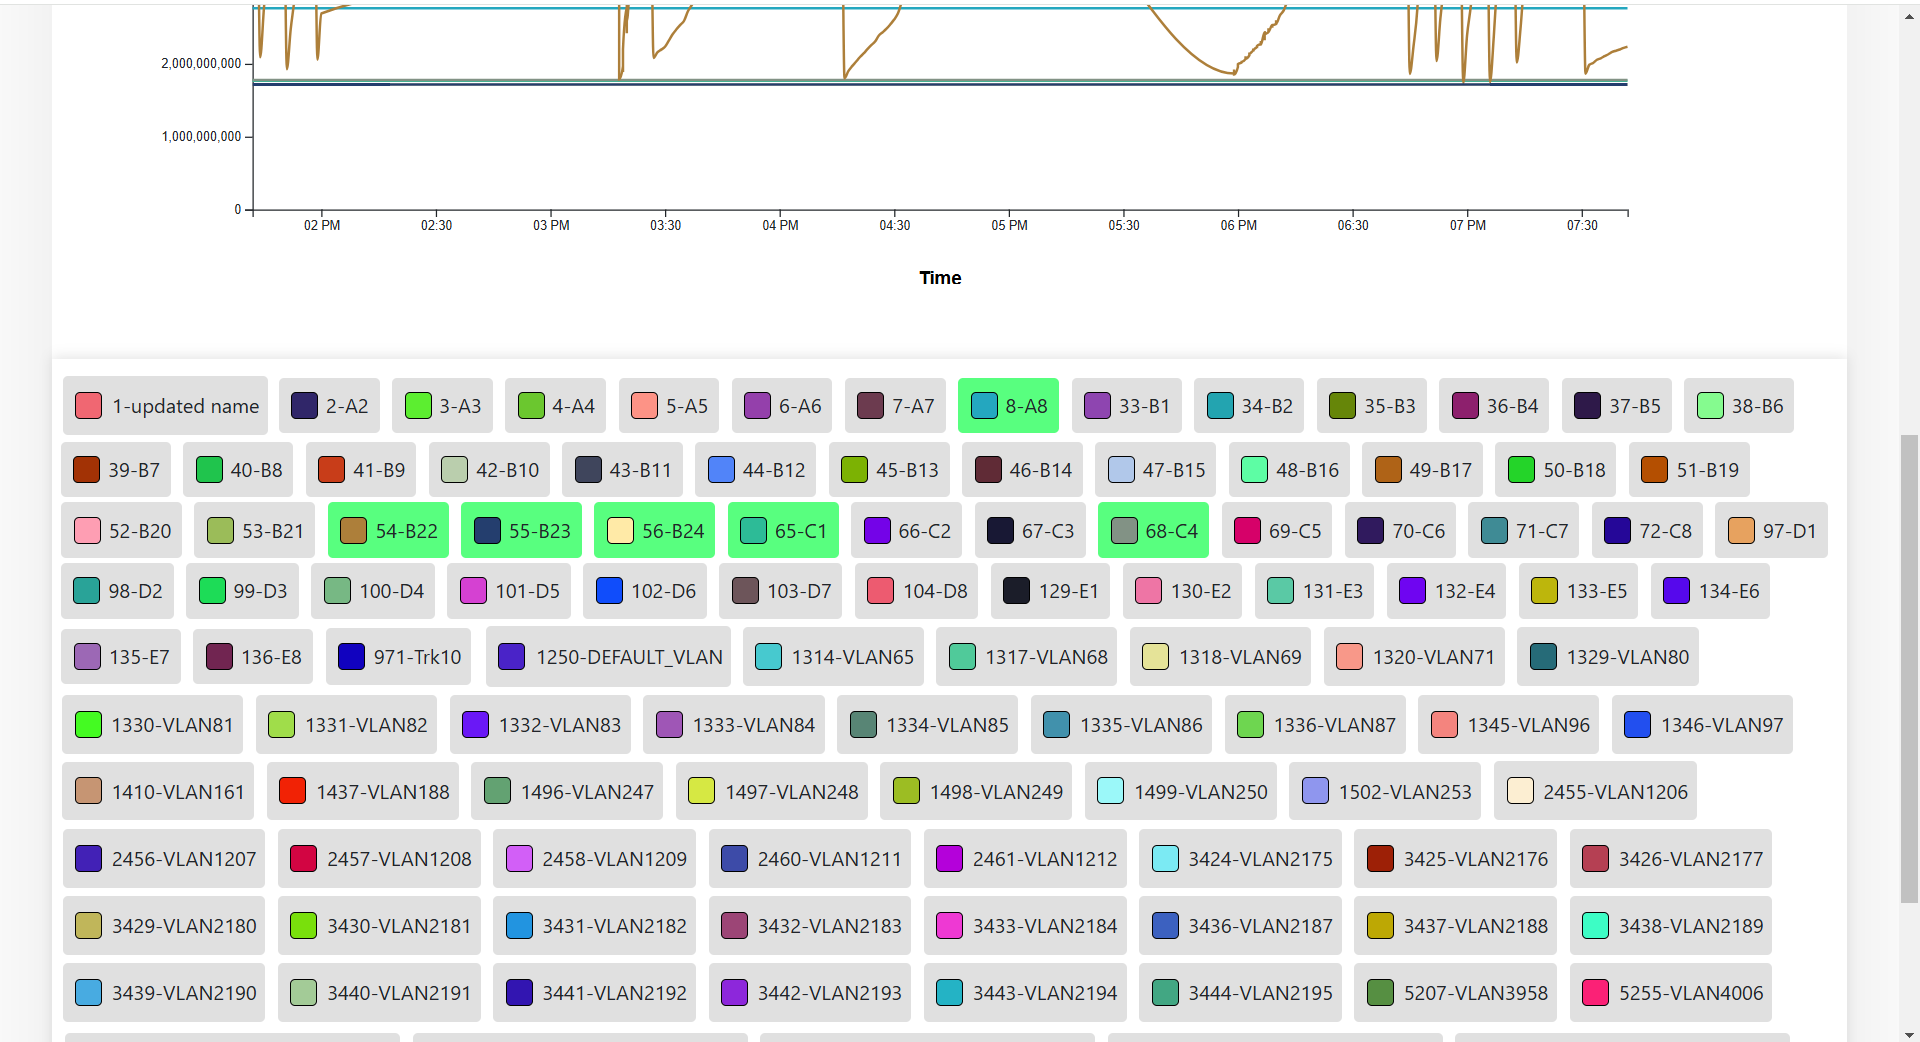 2,000,000,000
1,000,000,000
0
02 PM 02:30 03 PM 03:30 04 PM 04:30 05 PM 05:30 06 PM 06:30 07 PM 07:30
Time
1-updated name 2-A2 3-A3 4-A4 5-A5 6-A6 7-A7 8-A8 33-B1 34-B2 35-B3 36-B4 37-B5 38-B6
39-B7 40-B8 41-B9 42-B10 43-B11 44-B12 45-B13 46-B14 47-B15 48-B16 49-B17 50-B18 51-B19
52-B20 53-B21 54-B22 55-B23 56-B24 65-C1 66-C2 67-C3 68-C4 69-C5 70-C6 71-C7 72-C8 97-D1
98-D2 99-D3 100-D4 101-D5 102-D6 103-D7 104-D8 129-E1 130-E2 131-E3 132-E4 133-E5 134-E6
135-E7 136-E8 971-Trk10 1250-DEFAULT_VLAN 1314-VLAN65 1317-VLAN68 1318-VLAN69 1320-VLAN71 1329-VLAN80
1330-VLAN81 1331-VLAN82 1332-VLAN83 1333-VLAN84 1334-VLAN85 1335-VLAN86 1336-VLAN87 1345-VLAN96 1346-VLAN97
1410-VLAN161 1437-VLAN188 1496-VLAN247 1497-VLAN248 1498-VLAN249 1499-VLAN250 1502-VLAN253 2455-VLAN1206
2456-VLAN1207 2457-VLAN1208 2458-VLAN1209 2460-VLAN1211 2461-VLAN1212 3424-VLAN2175 3425-VLAN2176 3426-VLAN2177
3429-VLAN2180 3430-VLAN2181 3431-VLAN2182 3432-VLAN2183 3433-VLAN2184 3436-VLAN2187 3437-VLAN2188 3438-VLAN2189
3439-VLAN2190 3440-VLAN2191 3441-VLAN2192 3442-VLAN2193 3443-VLAN2194 3444-VLAN2195 5207-VLAN3958 5255-VLAN4006